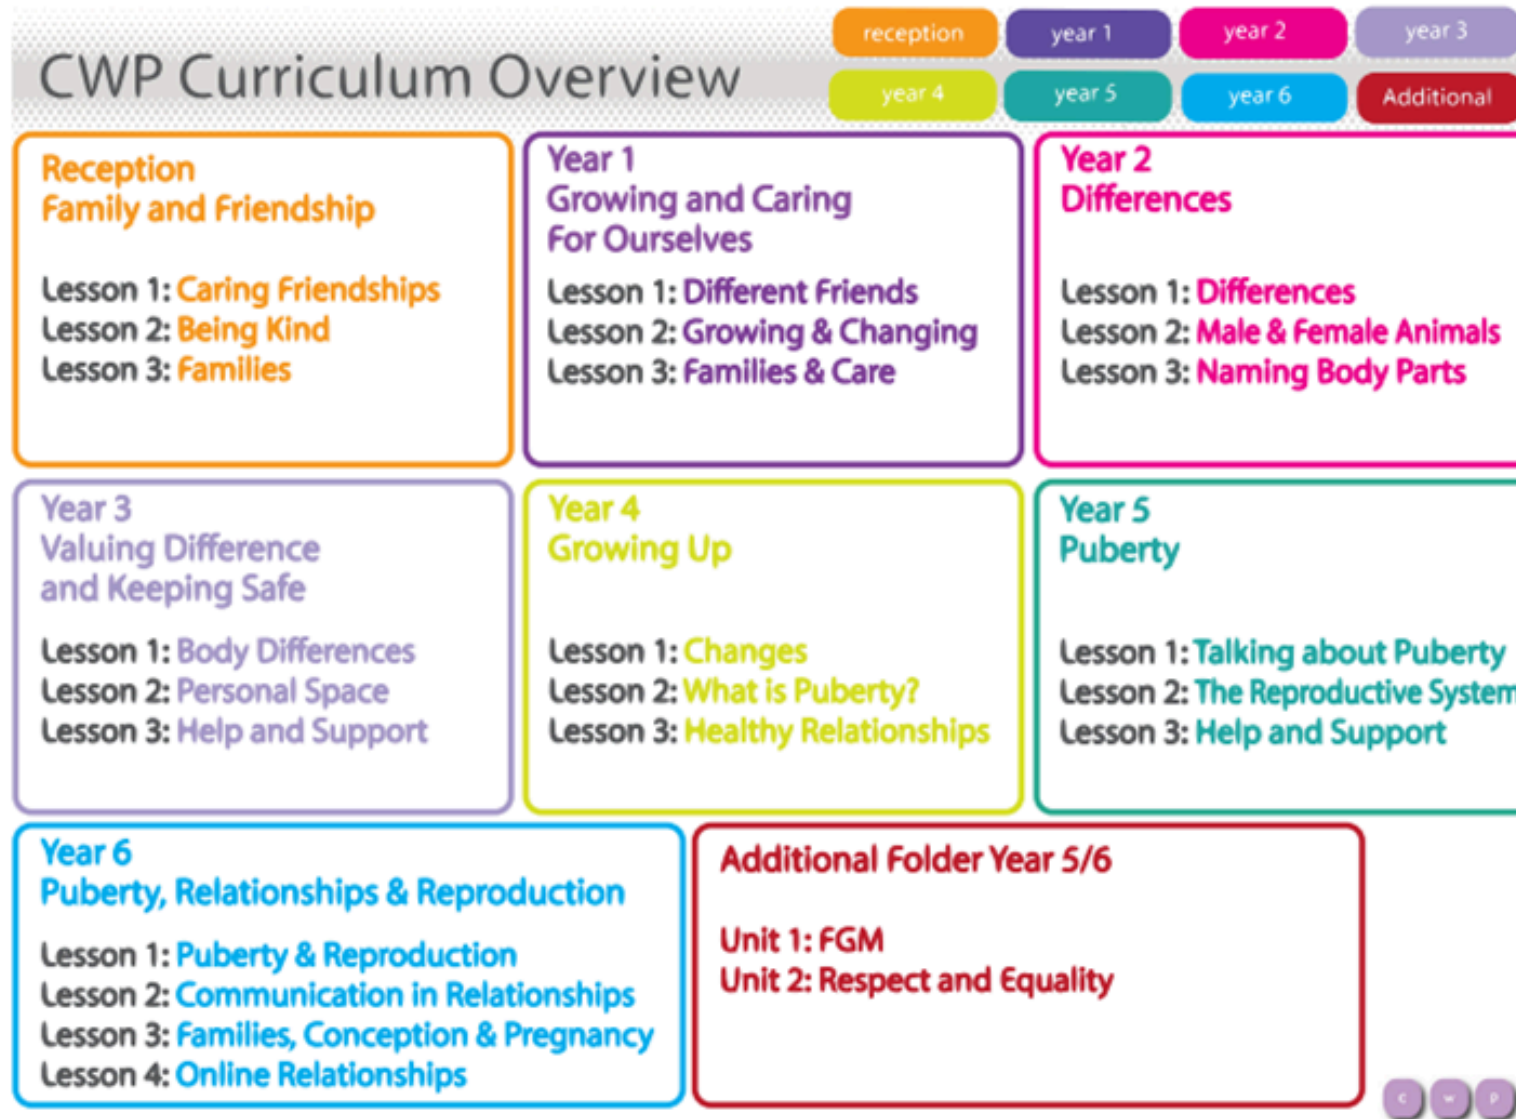 CWP Curriculum Overview
reception
year 1
year 2
year 3
year 4
year 5
year 6
Additional
Reception
Family and Friendship
Lesson 1: Caring Friendships
Lesson 2: Being Kind
Lesson 3: Families
Year 1
Growing and Caring
For Ourselves
Lesson 1: Different Friends
Lesson 2: Growing & Changing
Lesson 3: Families & Care
Year 2
Differences
Lesson 1: Differences
Lesson 2: Male & Female Animals
Lesson 3: Naming Body Parts
Year 3
Valuing Difference
and Keeping Safe
Lesson 1: Body Differences
Lesson 2: Personal Space
Lesson 3: Help and Support
Year 4
Growing Up
Lesson 1: Changes
Lesson 2: What is Puberty?
Lesson 3: Healthy Relationships
Year 5
Puberty
Lesson 1: Talking about Puberty
Lesson 2: The Reproductive System
Lesson 3: Help and Support
Year 6
Puberty, Relationships & Reproduction
Lesson 1: Puberty & Reproduction
Lesson 2: Communication in Relationships
Lesson 3: Families, Conception & Pregnancy
Lesson 4: Online Relationships
Additional Folder Year 5/6
Unit 1: FGM
Unit 2: Respect and Equality
c w p